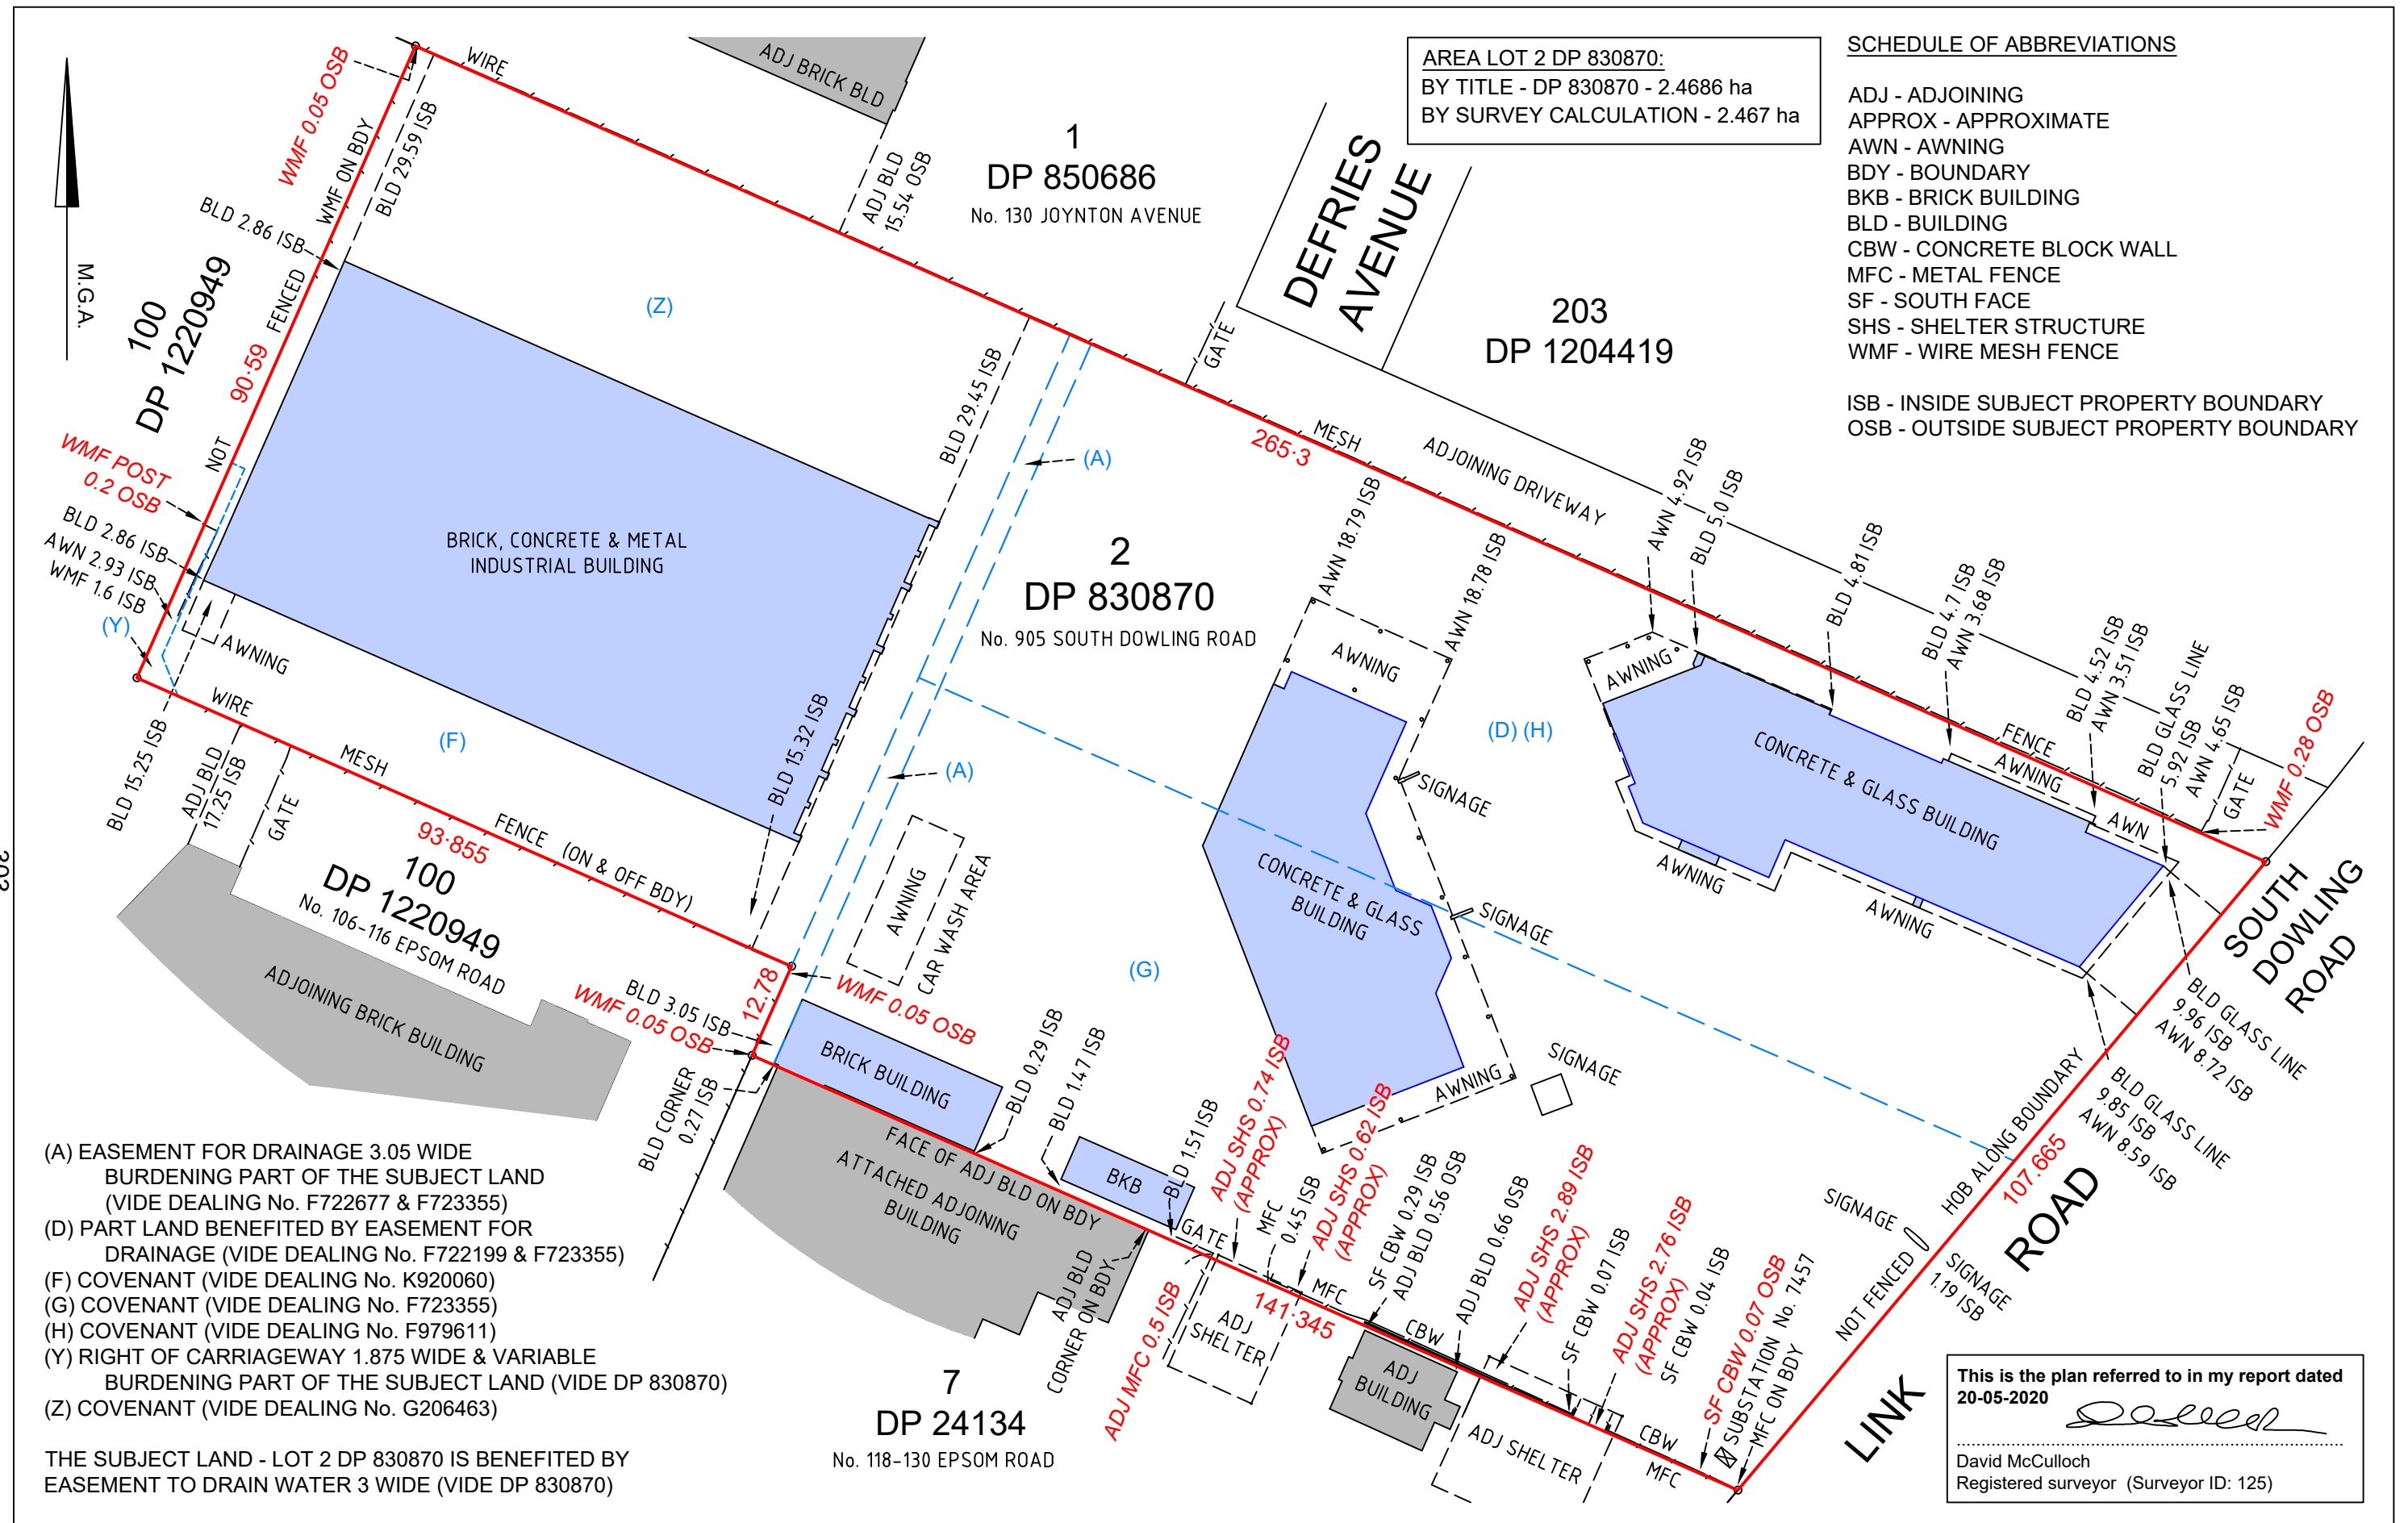 WIRE
ADJ BRICK BLD
WMF 0.05 OSB
WMF ON BDY
BLD 29.59 ISB
BLD 2.86 ISB
ADJ BLD
15.54 OSB
1
DP 850686
No. 130 JOYNTON AVENUE
AREA LOT 2 DP 830870:
BY TITLE - DP 830870 - 2.4686 ha
BY SURVEY CALCULATION - 2.467 ha
DEFRIES
AVENUE
SCHEDULE OF ABBREVIATIONS
ADJ - ADJOINING
APPROX - APPROXIMATE
AWN - AWNING
BDY - BOUNDARY
BKB - BRICK BUILDING
BLD - BUILDING
CBW - CONCRETE BLOCK WALL
MFC - METAL FENCE
SF - SOUTH FACE
SHS - SHELTER STRUCTURE
WMF - WIRE MESH FENCE
ISB - INSIDE SUBJECT PROPERTY BOUNDARY
OSB - OUTSIDE SUBJECT PROPERTY BOUNDARY
M.G.A.
100
DP 1220949
90·59
FENCED
NOT
(Z)
203
DP 1204419
GATE
BLD 29.45 ISB
(A)
265·3
MESH
ADJOINING DRIVEWAY
WMF POST
0.2 OSB
BLD 2.86 ISB
AWN 2.93 ISB
WMF 1.6 ISB
(Y)
AWNING
BRICK, CONCRETE & METAL
INDUSTRIAL BUILDING
2
DP 830870
No. 905 SOUTH DOWLING ROAD
AWN 18.79 ISB
AWN 18.78 ISB
AWNING
AWN 4.92 ISB
BLD 5.0 ISB
BLD 4.81 ISB
BLD 4.7 ISB
AWN 3.68 ISB
BLD 4.52 ISB
AWN 3.51 ISB
BLD GLASS LINE
5.92 ISB
AWN 4.65 ISB
GATE
WMF 0.28 OSB
AWNING
(D) (H)
CONCRETE & GLASS BUILDING
FENCE
AWNING
AWN
AWNING
AWNING
SIGNAGE
SIGNAGE
CONCRETE & GLASS
BUILDING
SOUTH
DOWLING
ROAD
WIRE
MESH
(F)
BLD 15.25 ISB
ADJ BLD
17.25 ISB
GATE
93·855
FENCE
(ON & OFF BDY)
BLD 15.32 ISB
(A)
AWNING
CAR WASH AREA
100
DP 1220949
No. 106-116 EPSOM ROAD
ADJOINING BRICK BUILDING
BLD 3.05 ISB
WMF 0.05 OSB
12.78
WMF 0.05 OSB
(G)
BRICK BUILDING
BLD CORNER
0.27 ISB
BLD 0.29 ISB
BLD 1.47 ISB
FACE OF ADJ BLD ON BDY
ATTACHED ADJOINING
BUILDING
BKB
BLD 1.51 ISB
GATE
ADJ SHS 0.74 ISB
(APPROX)
MFC
0.45 ISB
ADJ SHS 0.62 ISB
(APPROX)
MFC
AWNING
SIGNAGE
SF CBW 0.29 ISB
ADJ BLD 0.56 OSB
ADJ BLD 0.66 OSB
ADJ SHS 2.89 ISB
(APPROX)
SF CBW 0.07 ISB
ADJ SHS 2.76 ISB
(APPROX)
SF CBW 0.04 ISB
SF CBW 0.07 OSB
SUBSTATION No. 7457
MFC ON BDY
BLD GLASS LINE
9.96 ISB
AWN 8.72 ISB
BLD GLASS LINE
9.85 ISB
AWN 8.59 ISB
HOB ALONG BOUNDARY
107.665
SIGNAGE
NOT FENCED
SIGNAGE
1.19 ISB
LINK
ROAD
ADJ BLD
CORNER ON BDY
ADJ MFC 0.5 ISB
ADJ
SHELTER
141·345
CBW
ADJ
BUILDING
ADJ SHELTER
CBW
MFC
7
DP 24134
No. 118-130 EPSOM ROAD
(A) EASEMENT FOR DRAINAGE 3.05 WIDE
BURDENING PART OF THE SUBJECT LAND
(VIDE DEALING No. F722677 & F723355)
(D) PART LAND BENEFITED BY EASEMENT FOR
DRAINAGE (VIDE DEALING No. F722199 & F723355)
(F) COVENANT (VIDE DEALING No. K920060)
(G) COVENANT (VIDE DEALING No. F723355)
(H) COVENANT (VIDE DEALING No. F979611)
(Y) RIGHT OF CARRIAGEWAY 1.875 WIDE & VARIABLE
BURDENING PART OF THE SUBJECT LAND (VIDE DP 830870)
(Z) COVENANT (VIDE DEALING No. G206463)
THE SUBJECT LAND - LOT 2 DP 830870 IS BENEFITED BY
EASEMENT TO DRAIN WATER 3 WIDE (VIDE DP 830870)
This is the plan referred to in my report dated
20-05-2020
David McCulloch
Registered surveyor (Surveyor ID: 125)